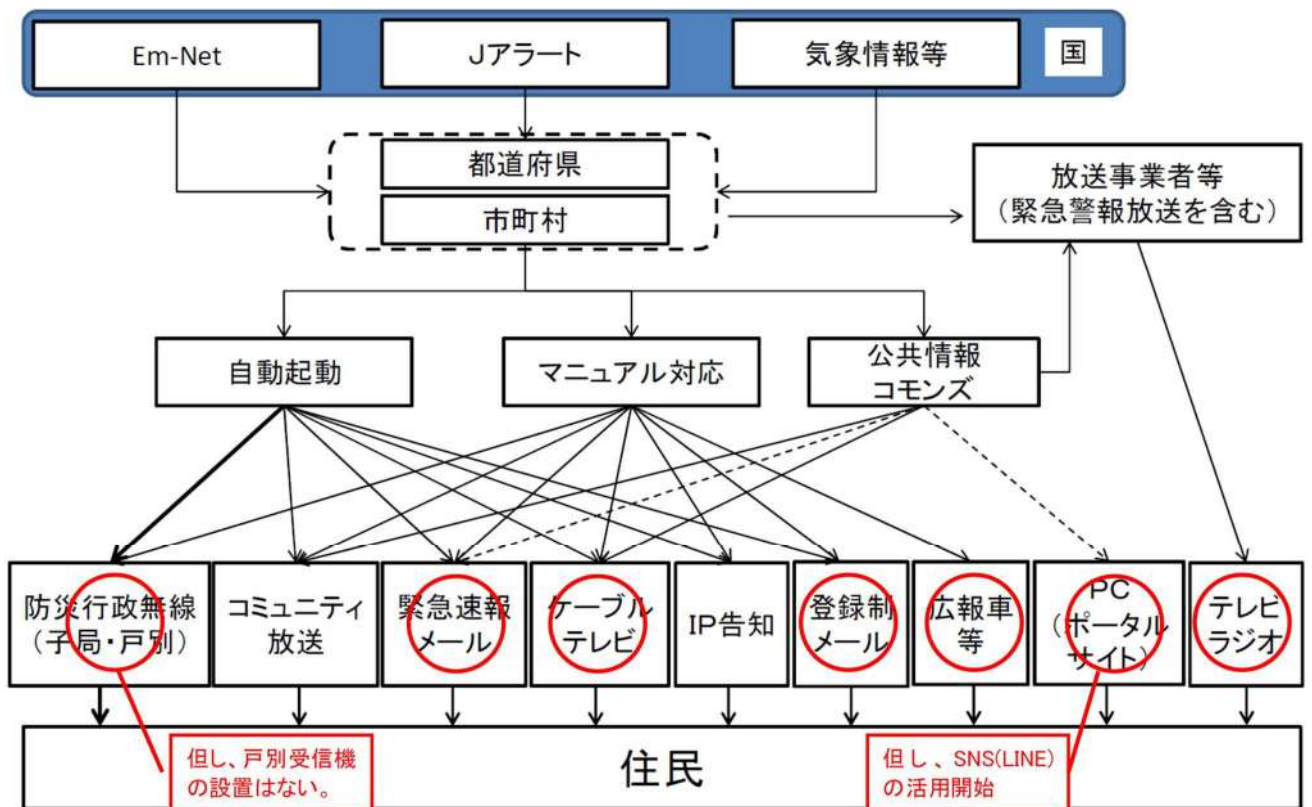 Em-Net
Jアラート
気象情報等
国
都道府県
市町村
放送事業者等
（緊急警報放送を含む）
自動起動
マニュアル対応
公共情報
コモンズ
防災行政無線
（子局・戸別）
コミュニティ
放送
緊急速報
メール
ケーブル
テレビ
IP告知
登録制
メール
広報車
等
PC
（ポータル
サイト）
テレビ
ラジオ
但し、戸別受信機
の設置はない。
住民
但し、SNS(LINE)
の活用開始